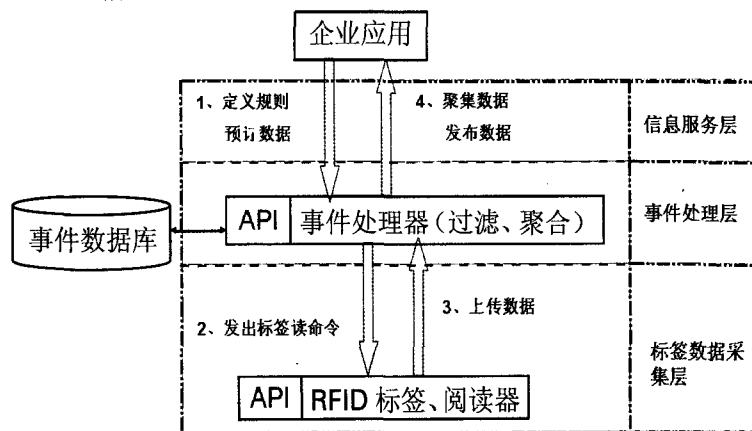 企业应用
1、定义规则
预订数据
4、聚集数据
发布数据
信息服务层
事件数据库
API 事件处理器（过滤、聚合）
事件处理层
2、发出标签读命令
3、上传数据
标签数据采
集层
API RFID 标签、阅读器